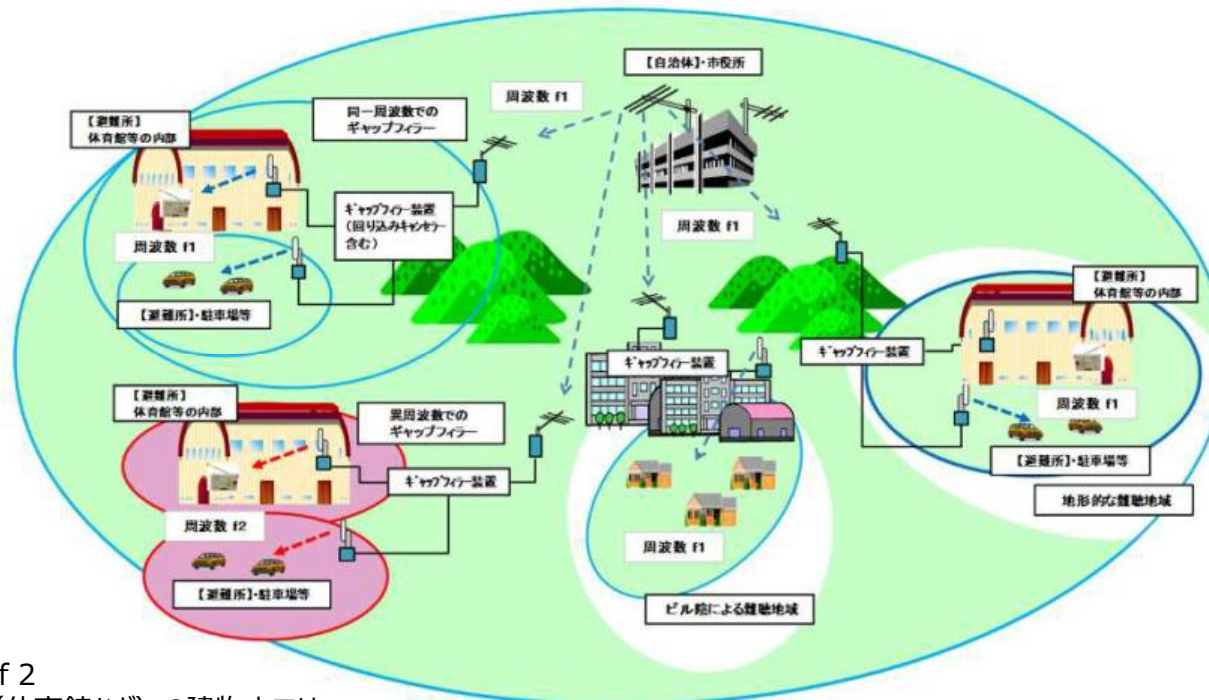 【自治体】・市役所
周波数 f1
同一周波数での
ギャップフィラー
【避難所】
体育館等の内部
ギャップフィラー装置
(回り込みキャンセラー
含む)
周波数 f1
周波数 f1
【避難所】・駐車場等
【避難所】
体育館等の内部
ギャップフィラー装置
ギャップフィラー装置
【避難所】
体育館等の内部
異周波数での
ギャップフィラー
周波数 f1
【避難所】・駐車場等
ギャップフィラー装置
地形的な難聴地域
周波数 f2
周波数 f1
【避難所】・駐車場等
ビル陰による難聴地域
f 2